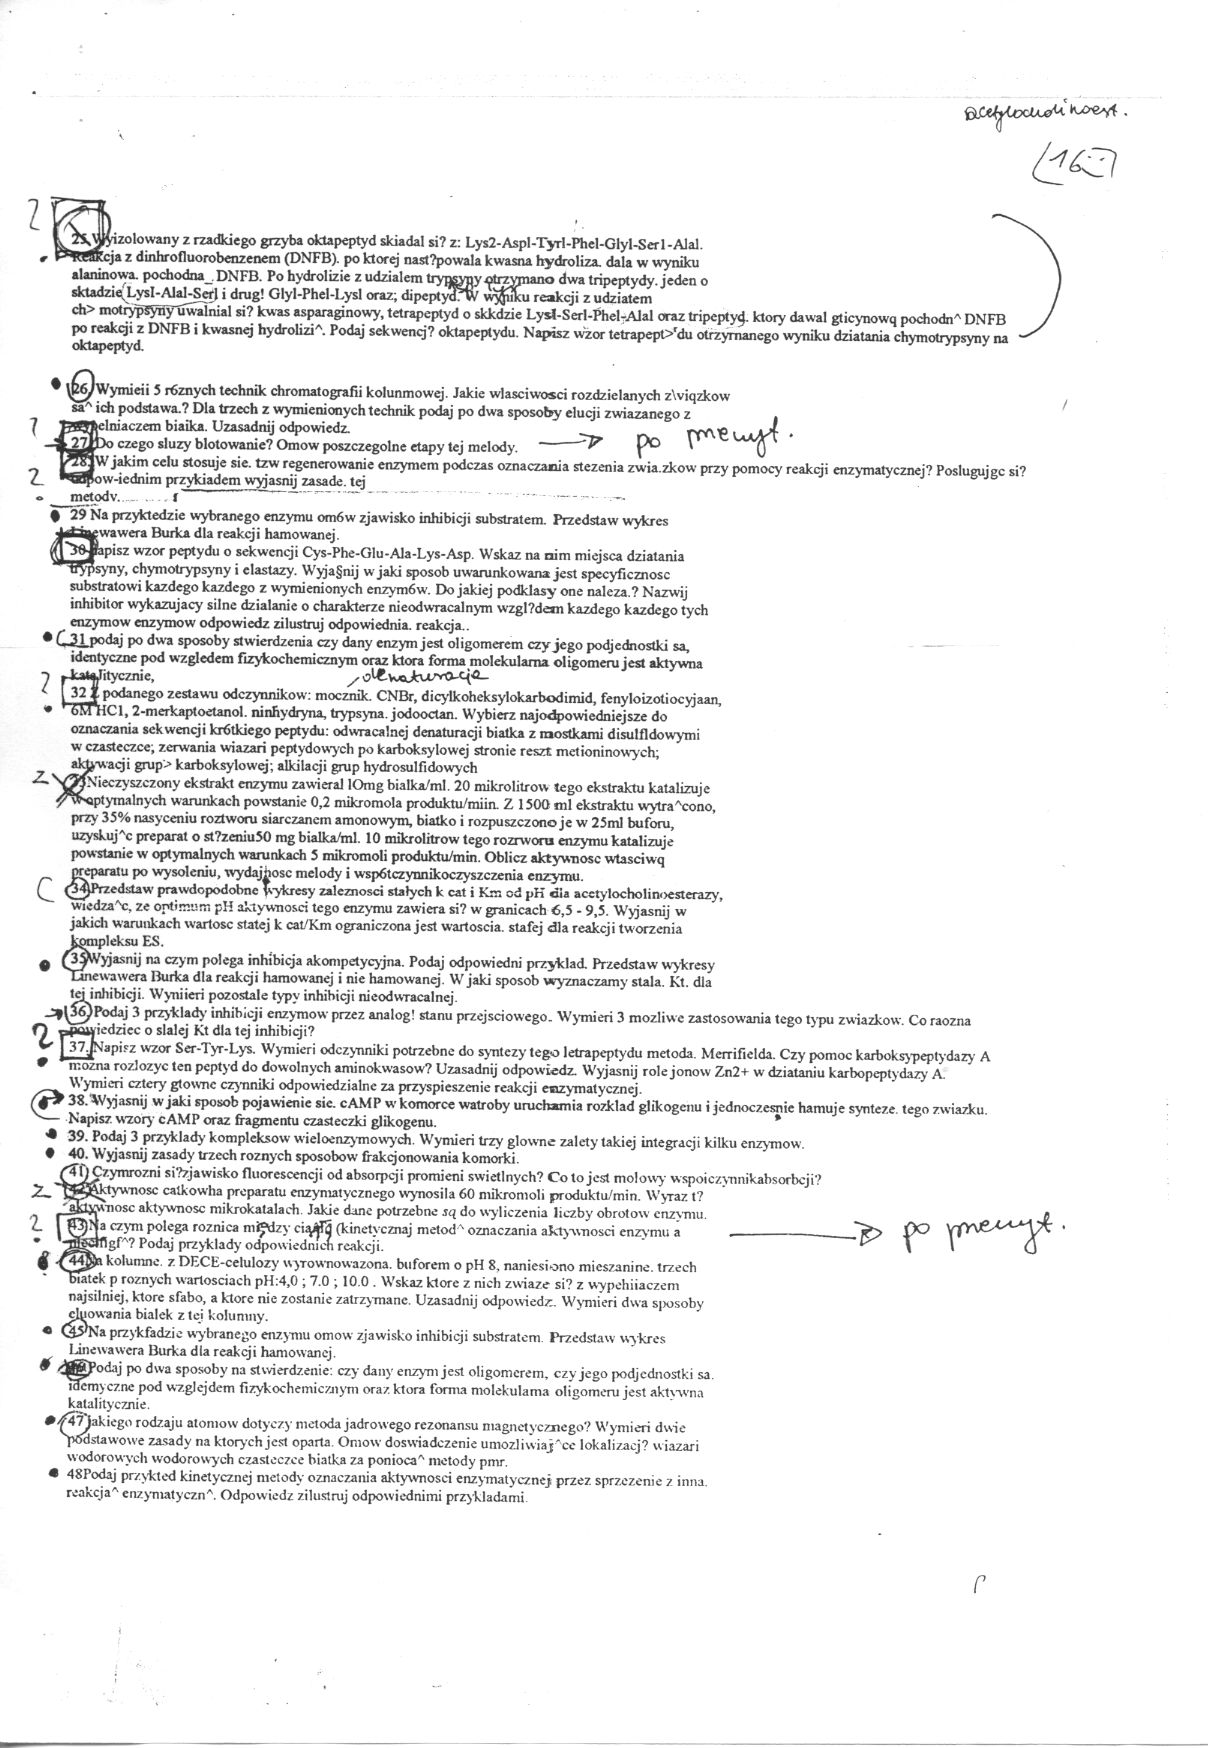 acetylocholinoest.
16
2
25. Wyizolowany z rzadkiego grzyba oktapeptyd skiadal si? z: Lys2-Aspl-Tyrl-Phel-Glyl-Ser1-Alal.
Reakcja z dinhrofluorobenzenem (DNFB). po ktorej nast?powala kwasna hydroliza. dala w wyniku
alaninowa. pochodna_ DNFB. Po hydrolizie z udzialem trypsyny otrzymano dwa tripeptydy. jeden o
sktadzie LysI-Alal-Serl i drug! Glyl-Phel-Lysl oraz; dipeptyd. W wyniku reakcji z udziatem
ch> motrypsyny uwalnial si? kwas asparaginowy, tetrapeptyd o skkdzie Lysl-Serl-Phel-Alal oraz tripeptyd. ktory dawal gticynowq pochodn^ DNFB
po reakcji z DNFB i kwasnej hydrolizi^. Podaj sekwencj? oktapeptydu. Napisz wzor tetrapept>'du otrzyrnanego wyniku dziatania chymotrypsyny na
oktapeptyd.
26. Wymieii 5 r6znych technik chromatografii kolunmowej. Jakie wlasciwosci rozdzielanych z\viqzkow
sa^ ich podstawa.? Dla trzech z wymienionych technik podaj po dwa sposoby elucji zwiazanego z
wypelniaczem biaika. Uzasadnij odpowiedz.
27. Do czego sluzy blotowanie? Omow poszczegolne etapy tej melody. po pmeryt.
28. W jakim celu stosuje sie. tzw regenerowanie enzymem podczas oznaczania stezenia zwia.zkow przy pomocy reakcji enzymatycznej? Poslugujgc si?
2 odpow-iednim przykiadem wyjasnij zasade. tej
metodv.
29 Na przyktedzie wybranego enzymu om6w zjawisko inhibicji substratem. Przedstaw wykres
Linewawera Burka dla reakcji hamowanej.
30 Napisz wzor peptydu o sekwencji Cys-Phe-Glu-Ala-Lys-Asp. Wskaz na nim miejsca dziatania
trypsyny, chymotrypsyny i elastazy. Wyja§nij w jaki sposob uwarunkowana jest specyficznosc
substratowi kazdego kazdego z wymienionych enzym6w. Do jakiej podklasy one naleza.? Nazwij
inhibitor wykazujacy silne dzialanie o charakterze nieodwracalnym wzgl?dem kazdego kazdego tych
enzymow enzymow odpowiedz zilustruj odpowiednia. reakcja..
31 podaj po dwa sposoby stwierdzenia czy dany enzym jest oligomerem czy jego podjednostki sa,
identyczne pod wzgledem fizykochemicznym oraz ktora forma molekularna oligomeru jest aktywna
kataJitycznie, denaturacja
2 32 Z podanego zestawu odczynnikow: mocznik. CNBr, dicylkoheksylokarbodimid, fenyloizotiocyjaan,
6M HC1, 2-merkaptoetanol. ninhydryna, trypsyna. jodooctan. Wybierz najodpowiedniejsze do
oznaczania sekwencji kr6tkiego peptydu: odwracalnej denaturacji biatka z mostkami disulfldowymi
w czasteczce; zerwania wiazari peptydowych po karboksylowej stronie reszt metioninowych;
aktywacji grup> karboksylowej; alkilacji grup hydrosulfidowych
2 Nieczyszczony ekstrakt enzymu zawieral lOmg bialka/ml. 20 mikrolitrow tego ekstraktu katalizuje
w optymalnych warunkach powstanie 0,2 mikromola produktu/miin. Z 1500 ml ekstraktu wytra^cono,
przy 35% nasyceniu roztworu siarczanem amonowym, biatko i rozpuszczono je w 25ml buforu,
uzyskuj^c preparat o st?zeniu50 mg bialka/ml. 10 mikrolitrow tego rozrworu enzymu katalizuje
powstanie w optymalnych warunkach 5 mikromoli produktu/min. Oblicz aktywnosc wtasciwq
preparatu po wysoleniu, wydajnosc melody i wsp6tczynnikoczyszczenia enzymu.
34 Przedstaw prawdopodobne wykresy zaleznosci stałych k cat i Km od pH dia acetylocholinoesterazy,
wiedza^c, ze optimum pH aktywnosci tego enzymu zawiera si? w granicach 6,5 - 9,5. Wyjasnij w
jakich warunkach wartosc statej k cat/Km ograniczona jest wartoscia. stafej dla reakcji tworzenia
kompleksu ES.
35 Wyjasnij na czym polega inhibicja akompetycyjna. Podaj odpowiedni przyklad. Przedstaw wykresy
Linewawera Burka dla reakcji hamowanej i nie hamowanej. W jaki sposob wyznaczamy stala. Kt. dla
tej inhibicji. Wyniieri pozostale typy inhibicji nieodwracalnej.
36. Podaj 3 przyklady inhibicji enzymow przez analog! stanu przejsciowego. Wymieri 3 mozliwe zastosowania tego typu zwiazkow. Co raozna
powiedziec o slalej Kt dla tej inhibicji?
2 37. Napisz wzor Ser-Tyr-Lys. Wymieri odczynniki potrzebne do syntezy tego letrapeptydu metoda. Merrifielda. Czy pomoc karboksypeptydazy A
mozna rozlozyc ten peptyd do dowolnych aminokwasow? Uzasadnij odpowiedz. Wyjasnij role jonow Zn2+ w dziataniu karbopeptydazy A.
Wymieri cztery gtowne czynniki odpowiedzialne za przyspieszenie reakcji enzymatycznej.
38. Wyjasnij w jaki sposob pojawienie sie. cAMP w komorce watroby uruchamia rozklad glikogenu i jednoczesnie hamuje synteze. tego zwiazku.
Napisz wzory cAMP oraz fragmentu czasteczki glikogenu.
39. Podaj 3 przyklady kompleksow wieloenzymowych. Wymieri trzy glowne zalety takiej integracji kilku enzymow.
40. Wyjasnij zasady trzech roznych sposobow frakcjonowania komorki.
41) Czymrozni si?zjawisko fluorescencji od absorpcji promieni swietlnych? Co to jest molowy wspoiczynnikabsorbcji?
2 42 Aktywnosc catkowha preparatu enzymatycznego wynosila 60 mikromoli produktu/min. Wyraz t?
aktywnosc aktywnosc mikrokatalach. Jakie dane potrzebne są do wyliczenia liczby obrotow enzymu.
2 43 Na czym polega roznica między ciągłą (kinetycznaj metod^ oznaczania aktywnosci enzymu a po pmeryt.
nieciflgf^? Podaj przyklady odpowiednich reakcji.
44 Na kolumne. z DECE-celulozy wyrownowazona. buforem o pH 8, naniesiono mieszanine. trzech
biatek p roznych wartosciach pH:4,0 ; 7.0 ; 10.0 . Wskaz ktore z nich zwiaze si? z wypehiiaczem
najsilniej, ktore sfabo, a ktore nie zostanie zatrzymane. Uzasadnij odpowiedz. Wymieri dwa sposoby
eluowania bialek z tej kolumny.
45 Na przykfadzie wybranego enzymu omow zjawisko inhibicji substratem. Przedstaw wykres
Linewawera Burka dla reakcji hamowanej.
Podaj po dwa sposoby na stwierdzenie: czy dany enzym jest oligomerem, czy jego podjednostki sa.
idemyczne pod wzglejdem fizykochemicznym oraz ktora forma molekulama oligomeru jest aktywna
katalitycznie.
47 Jakiego rodzaju atomow dotyczy metoda jadrowego rezonansu magnetycznego? Wymieri dwie
podstawowe zasady na ktorych jest oparta. Omow doswiadczenie umozliwiaj^ce lokalizacj? wiazari
wodorowych wodorowych czasteczce biatka za ponioca^ metody pmr.
48Podaj przykted kinetycznej metody oznaczania aktywnosci enzymatycznej przez sprzezenie z inna.
reakcja^ enzymatyczn^. Odpowiedz zilustruj odpowiednimi przykladami.